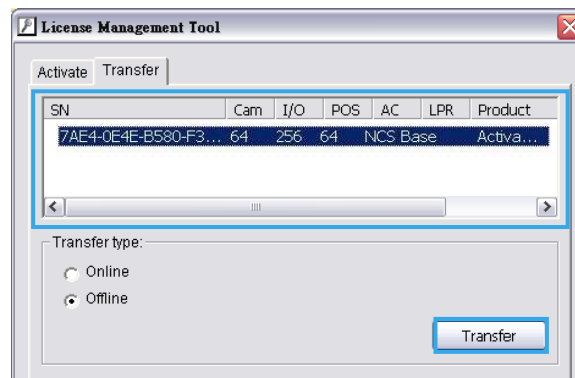 License Management Tool
Activate Transfer
SN Cam I/O POS AC LPR Product
7AE4-0E4E-B580-F3... 64 256 64 NCS Base Activa...
Transfer type:
Online
Offline
Transfer